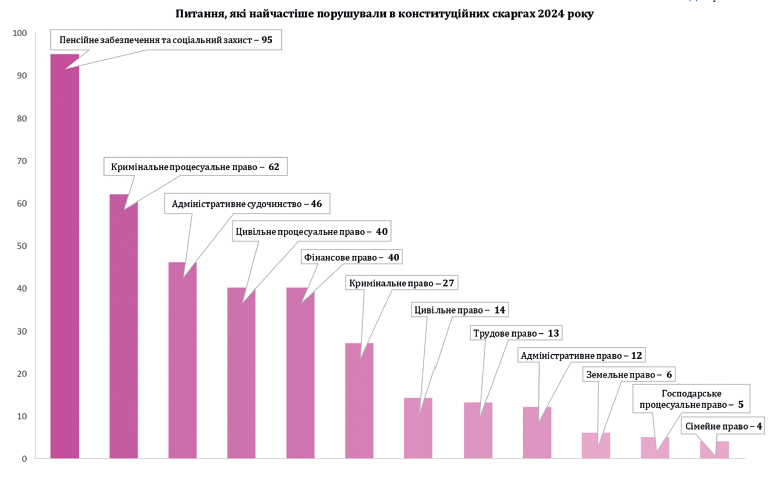 Питання, які найчастіше порушували в конституційних скаргах 2024 року
100
90
80
70
60
50
40
30
20
10
0
Пенсійне забезпечення та соціальний захист – 95
Кримінальне процесуальне право – 62
Адміністративне судочинство – 46
Цивільне процесуальне право – 40
Фінансове право – 40
Кримінальне право – 27
Цивільне право – 14
Трудове право – 13
Адміністративне право – 12
Земельне право – 6
Господарське
процесуальне право – 5
Сімейне право – 4